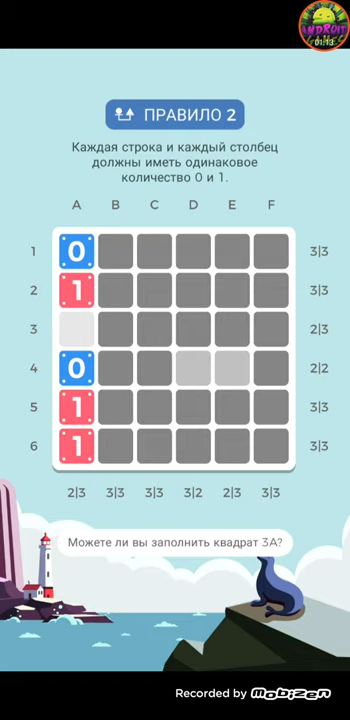 ANDROIT
01:13
ПРАВИЛО 2
Каждая строка и каждый столбец
должны иметь одинаковое
количество 0 и 1.
A B C D E F
1 0 3|3
2 1 3|3
3 2|3
4 0 2|2
5 1 3|3
6 1 3|3
2|3 3|3 3|3 3|2 2|3 3|3
Можете ли вы заполнить квадрат 3A?
Recorded by mobizen